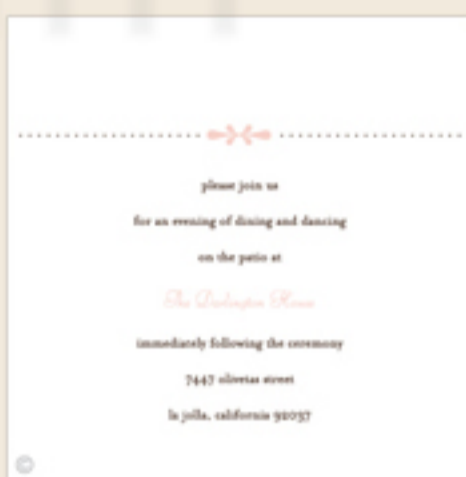 please join us
for an evening of dining and dancing
on the patio at
The Darlington House
immediately following the ceremony
7447 olivetas street
la jolla, california 92037